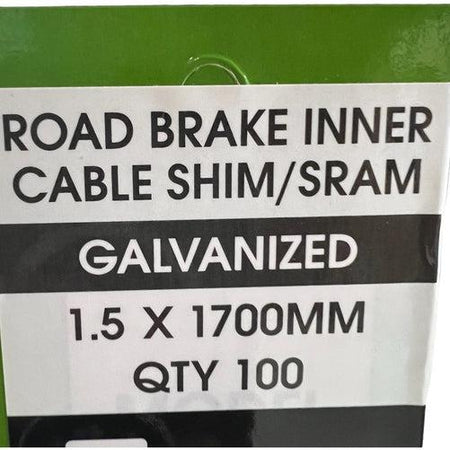 ROAD BRAKE INNER
CABLE SHIM/SRAM
GALVANIZED
1.5 X 1700MM
QTY 100